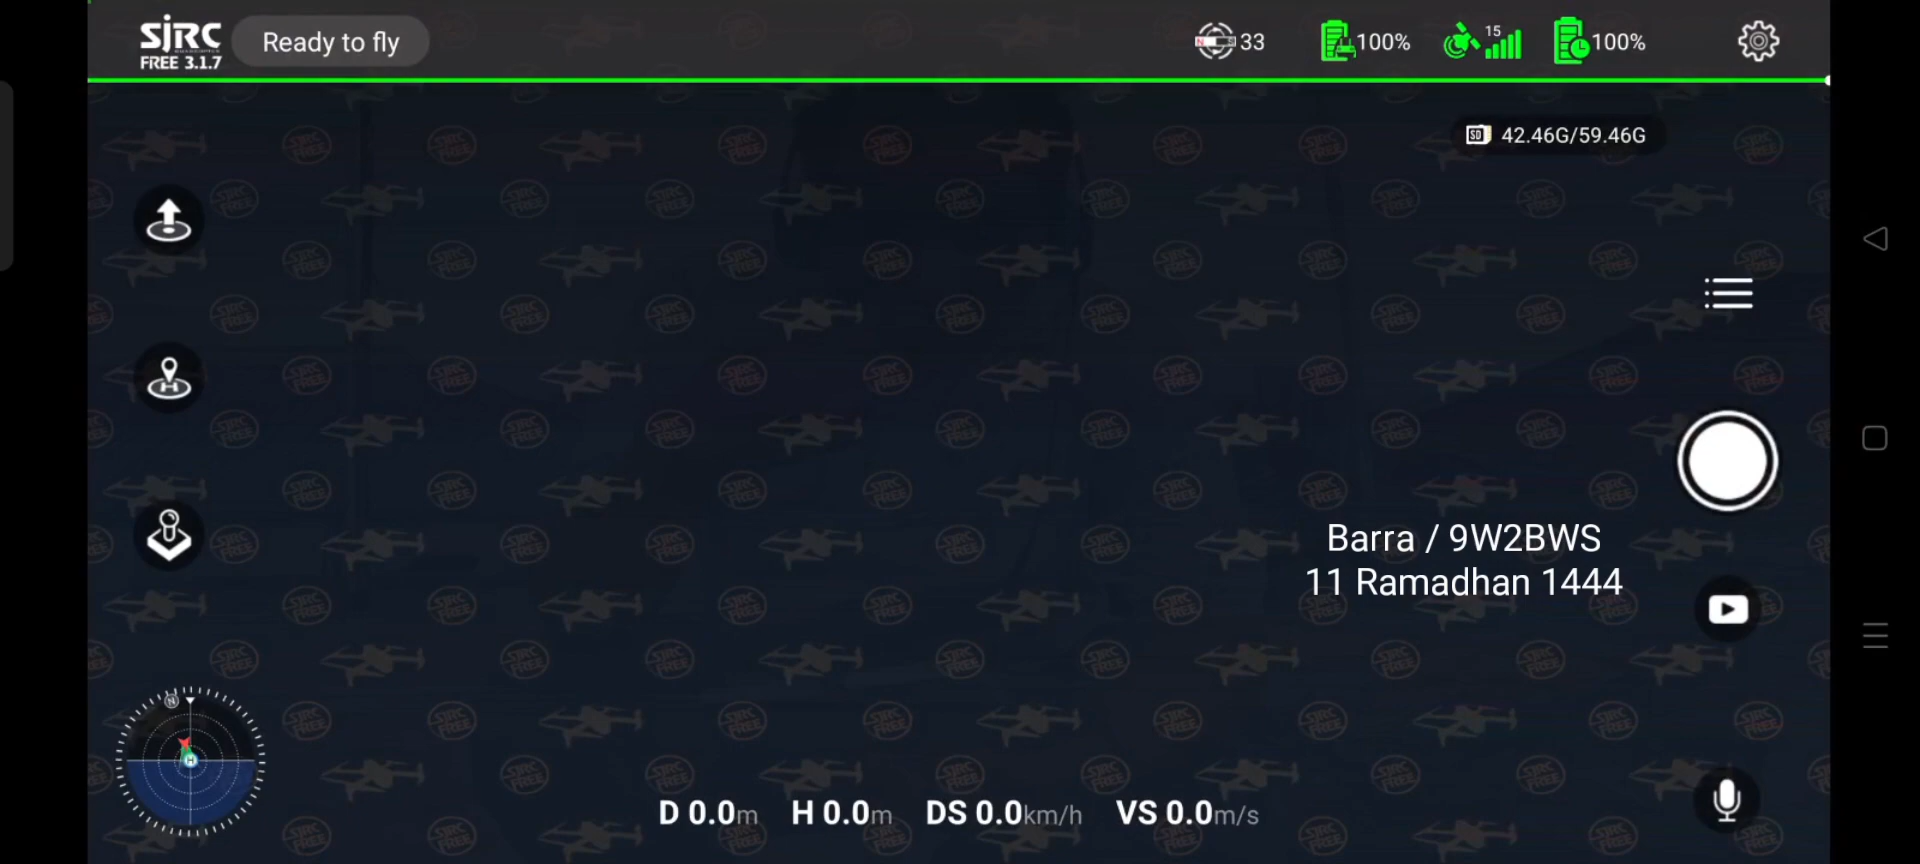 SJRC
FREE 3.1.7
Ready to fly
33
100%
15
100%
SD 42.46G/59.46G
Barra / 9W2BWS
11 Ramadhan 1444
N
H
D 0.0m H 0.0m DS 0.0km/h VS 0.0m/s